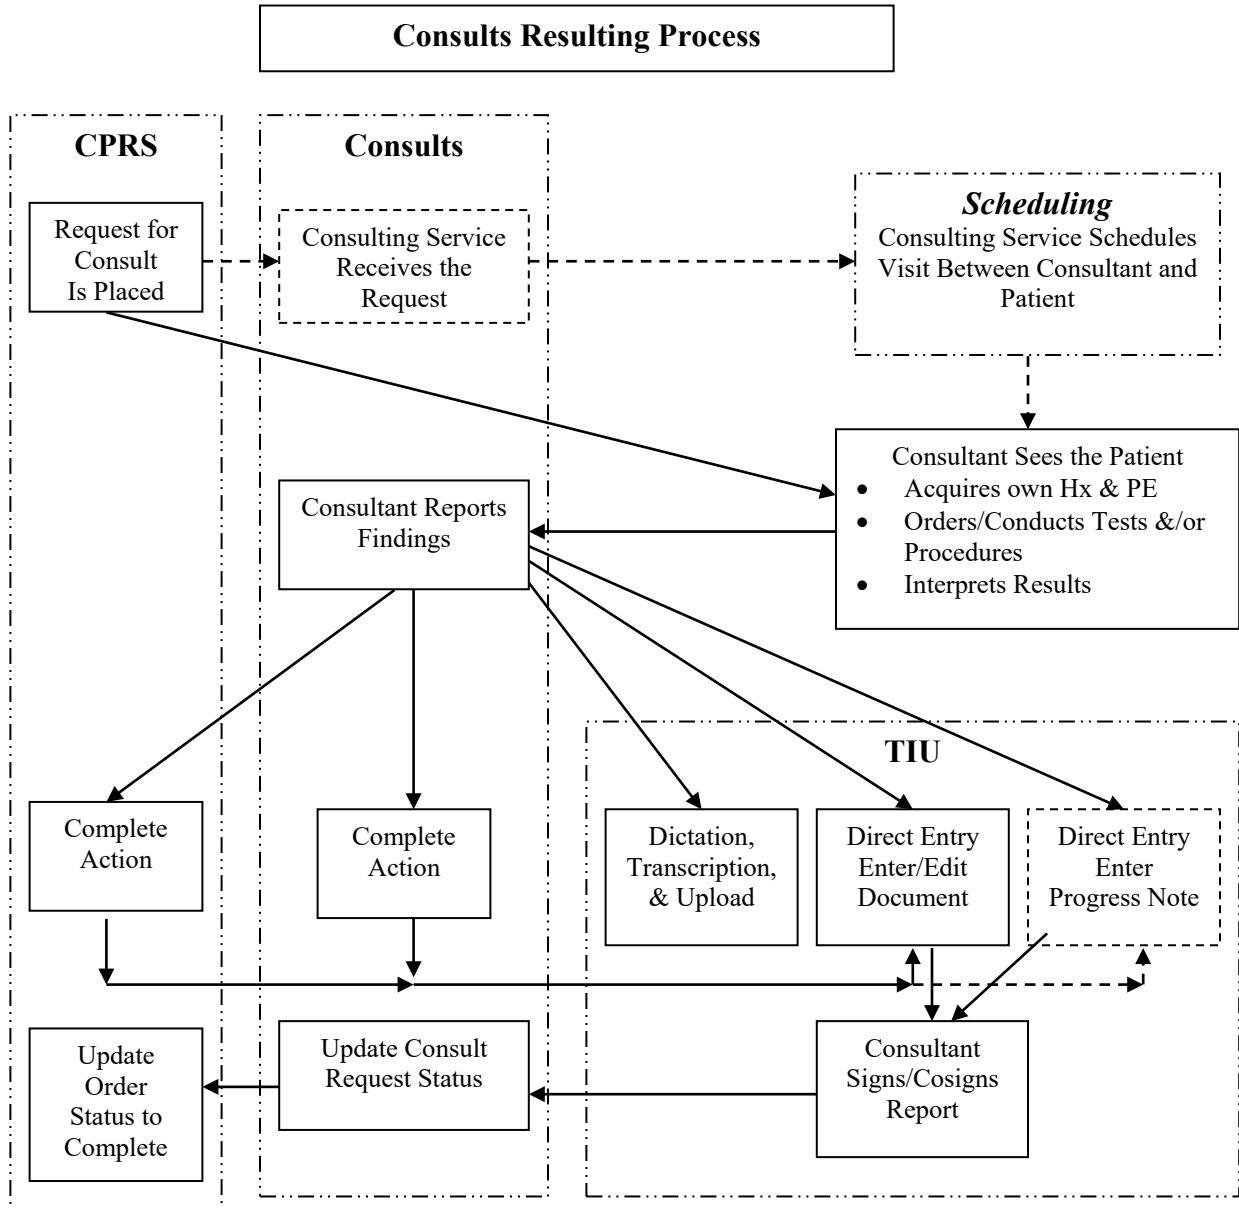 Consults Resulting Process
CPRS
Consults
Request for
Consult
Is Placed
Consulting Service
Receives the
Request
Scheduling
Consulting Service Schedules
Visit Between Consultant and
Patient
Consultant Sees the Patient
• Acquires own Hx & PE
• Orders/Conducts Tests &/or
Procedures
• Interprets Results
Consultant Reports
Findings
TIU
Complete
Action
Complete
Action
Dictation,
Transcription,
& Upload
Direct Entry
Enter/Edit
Document
Direct Entry
Enter
Progress Note
Update
Order
Status to
Complete
Update Consult
Request Status
Consultant
Signs/Cosigns
Report